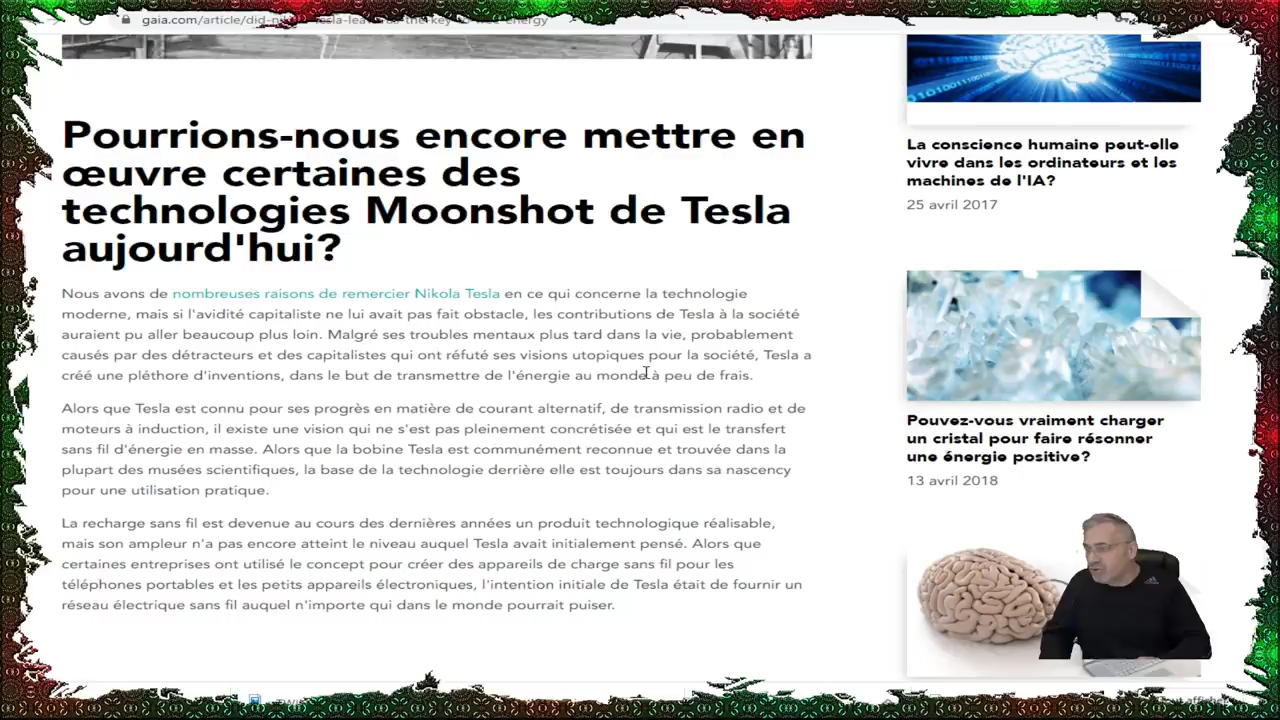 gaia.com/article/did-
Pourrions-nous encore mettre en
œuvre certaines des
technologies Moonshot de Tesla
aujourd'hui?
Nous avons de nombreuses raisons de remercier Nikola Tesla en ce qui concerne la technologie
moderne, mais si l'avidité capitaliste ne lui avait pas fait obstacle, les contributions de Tesla à la société
auraient pu aller beaucoup plus loin. Malgré ses troubles mentaux plus tard dans la vie, probablement
causés par des détracteurs et des capitalistes qui ont réfuté ses visions utopiques pour la société, Tesla a
créé une pléthore d'inventions, dans le but de transmettre de l'énergie au monde à peu de frais.
Alors que Tesla est connu pour ses progrès en matière de courant alternatif, de transmission radio et de
moteurs à induction, il existe une vision qui ne s'est pas pleinement concrétisée et qui est le transfert
sans fil d'énergie en masse. Alors que la bobine Tesla est communément reconnue et trouvée dans la
plupart des musées scientifiques, la base de la technologie derrière elle est toujours dans sa nascency
pour une utilisation pratique.
La recharge sans fil est devenue au cours des dernières années un produit technologique réalisable,
mais son ampleur n'a pas encore atteint le niveau auquel Tesla avait initialement pensé. Alors que
certaines entreprises ont utilisé le concept pour créer des appareils de charge sans fil pour les
téléphones portables et les petits appareils électroniques, l'intention initiale de Tesla était de fournir un
réseau électrique sans fil auquel n'importe qui dans le monde pourrait puiser.
La conscience humaine peut-elle
vivre dans les ordinateurs et les
machines de l'IA?
25 avril 2017
Pouvez-vous vraiment charger
un cristal pour faire résonner
une énergie positive?
13 avril 2018